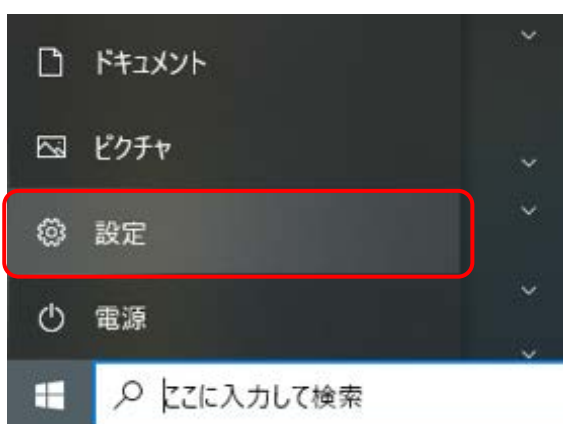 ドキュメント
ピクチャ
設定
電源
ここに入力して検索